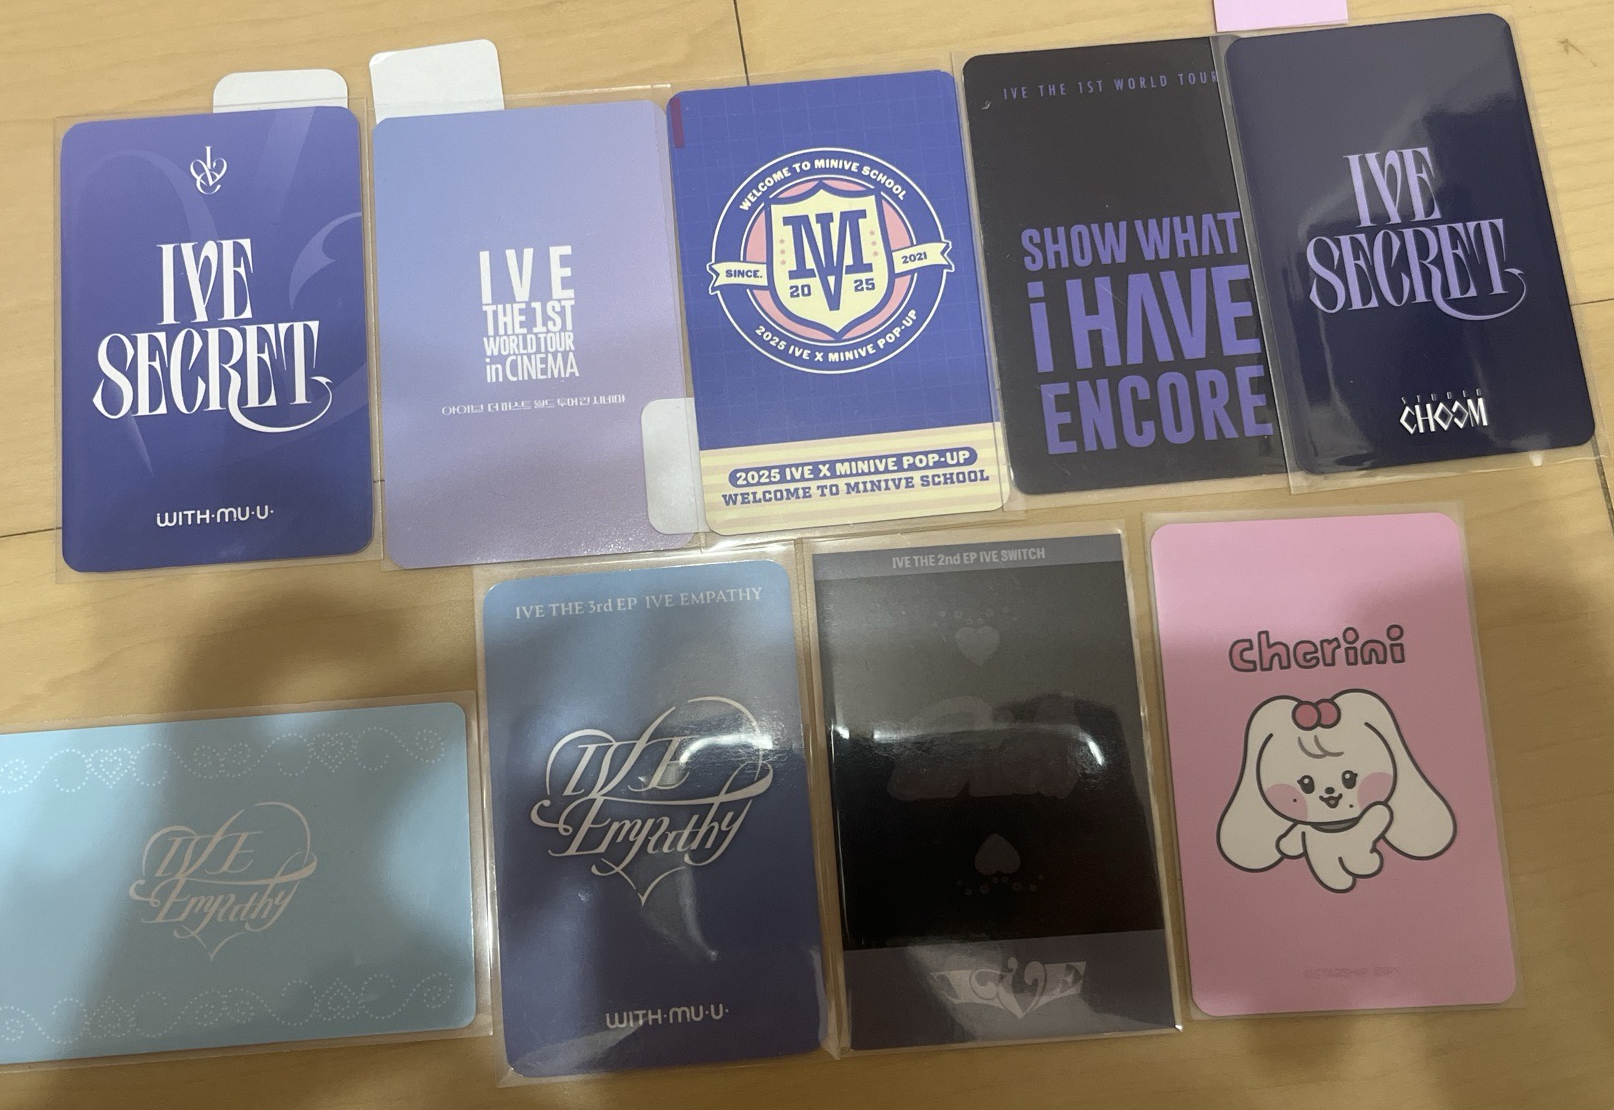 IVE
SECRET
WITH·MU·U·
IVE
THE 1ST
WORLD TOUR
in CINEMA
아이브 더 퍼스트 월드 투어 인 시네마
WELCOME TO MINIVE SCHOOL
SINCE.
2021
20 25
2025 IVE X MINIVE POP-UP
2025 IVE X MINIVE POP-UP
WELCOME TO MINIVE SCHOOL
IVE THE 1ST WORLD TOUR
SHOW WHAT
i HAVE
ENCORE
IVE
SECRET
STUDIO
CHOOM
IVE
Empathy
IVE THE 3rd EP IVE EMPATHY
IVE
Empathy
WITH·MU·U·
IVE THE 2nd EP IVE SWITCH
IVE
cherini